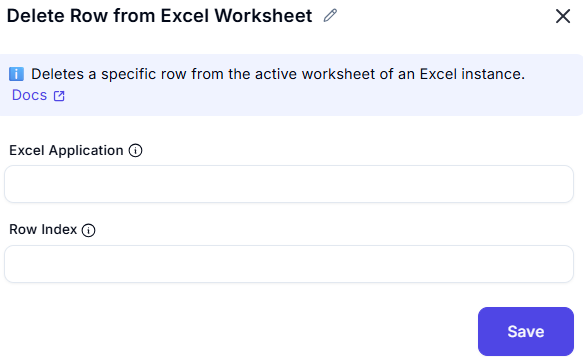 Delete Row from Excel Worksheet
Deletes a specific row from the active worksheet of an Excel instance.
Docs
Excel Application
Row Index
Save